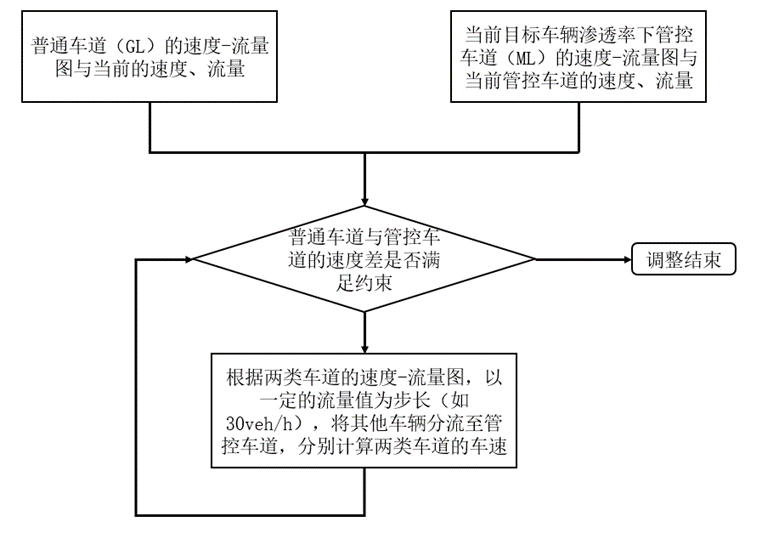 普通车道（GL）的速度-流量
图与当前的速度、流量
当前目标车辆渗透率下管控
车道（ML）的速度-流量图与
当前管控车道的速度、流量
普通车道与管控车
道的速度差是否满
足约束
调整结束
根据两类车道的速度-流量图，以
一定的流量值为步长（如
30veh/h），将其他车辆分流至管
控车道，分别计算两类车道的车速